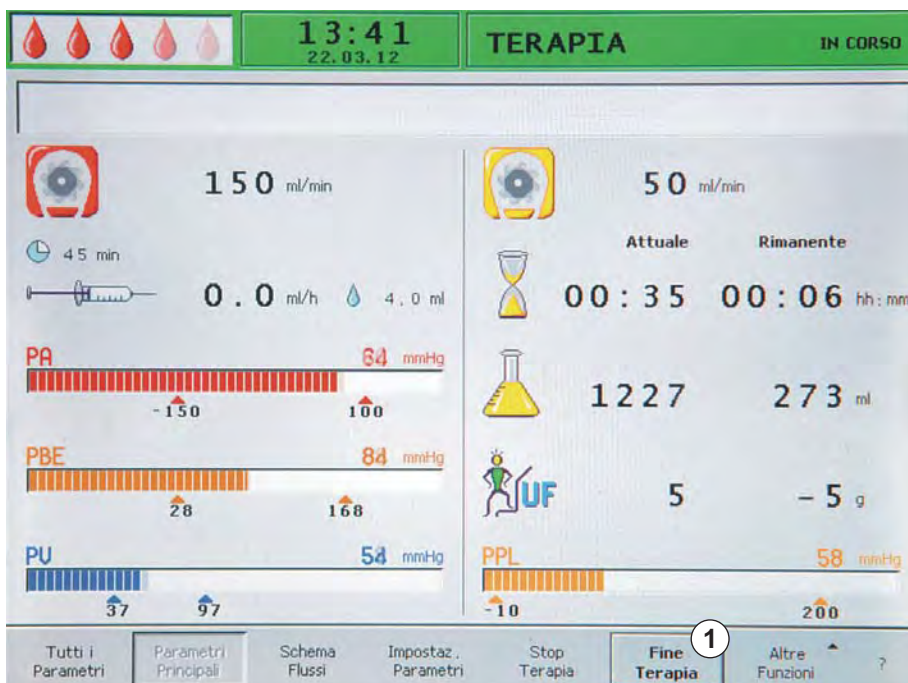 13:41
22.03.12
TERAPIA
IN CORSO
150 ml/min
45 min
0.0 ml/h 4.0 ml
PA 64 mmHg
-150 100
PBE 84 mmHg
28 168
PV 54 mmHg
37 97
50 ml/min
Attuale Rimanente
00:35 00:06 hh:mm
1227 273 ml
UF 5 -5 g
PPL 58 mmHg
-10 200
Tutti i
Parametri
Parametri
Principali
Schema
Flussi
Impostaz.
Parametri
Stop
Terapia
Fine
Terapia
1
Altre
Funzioni
?